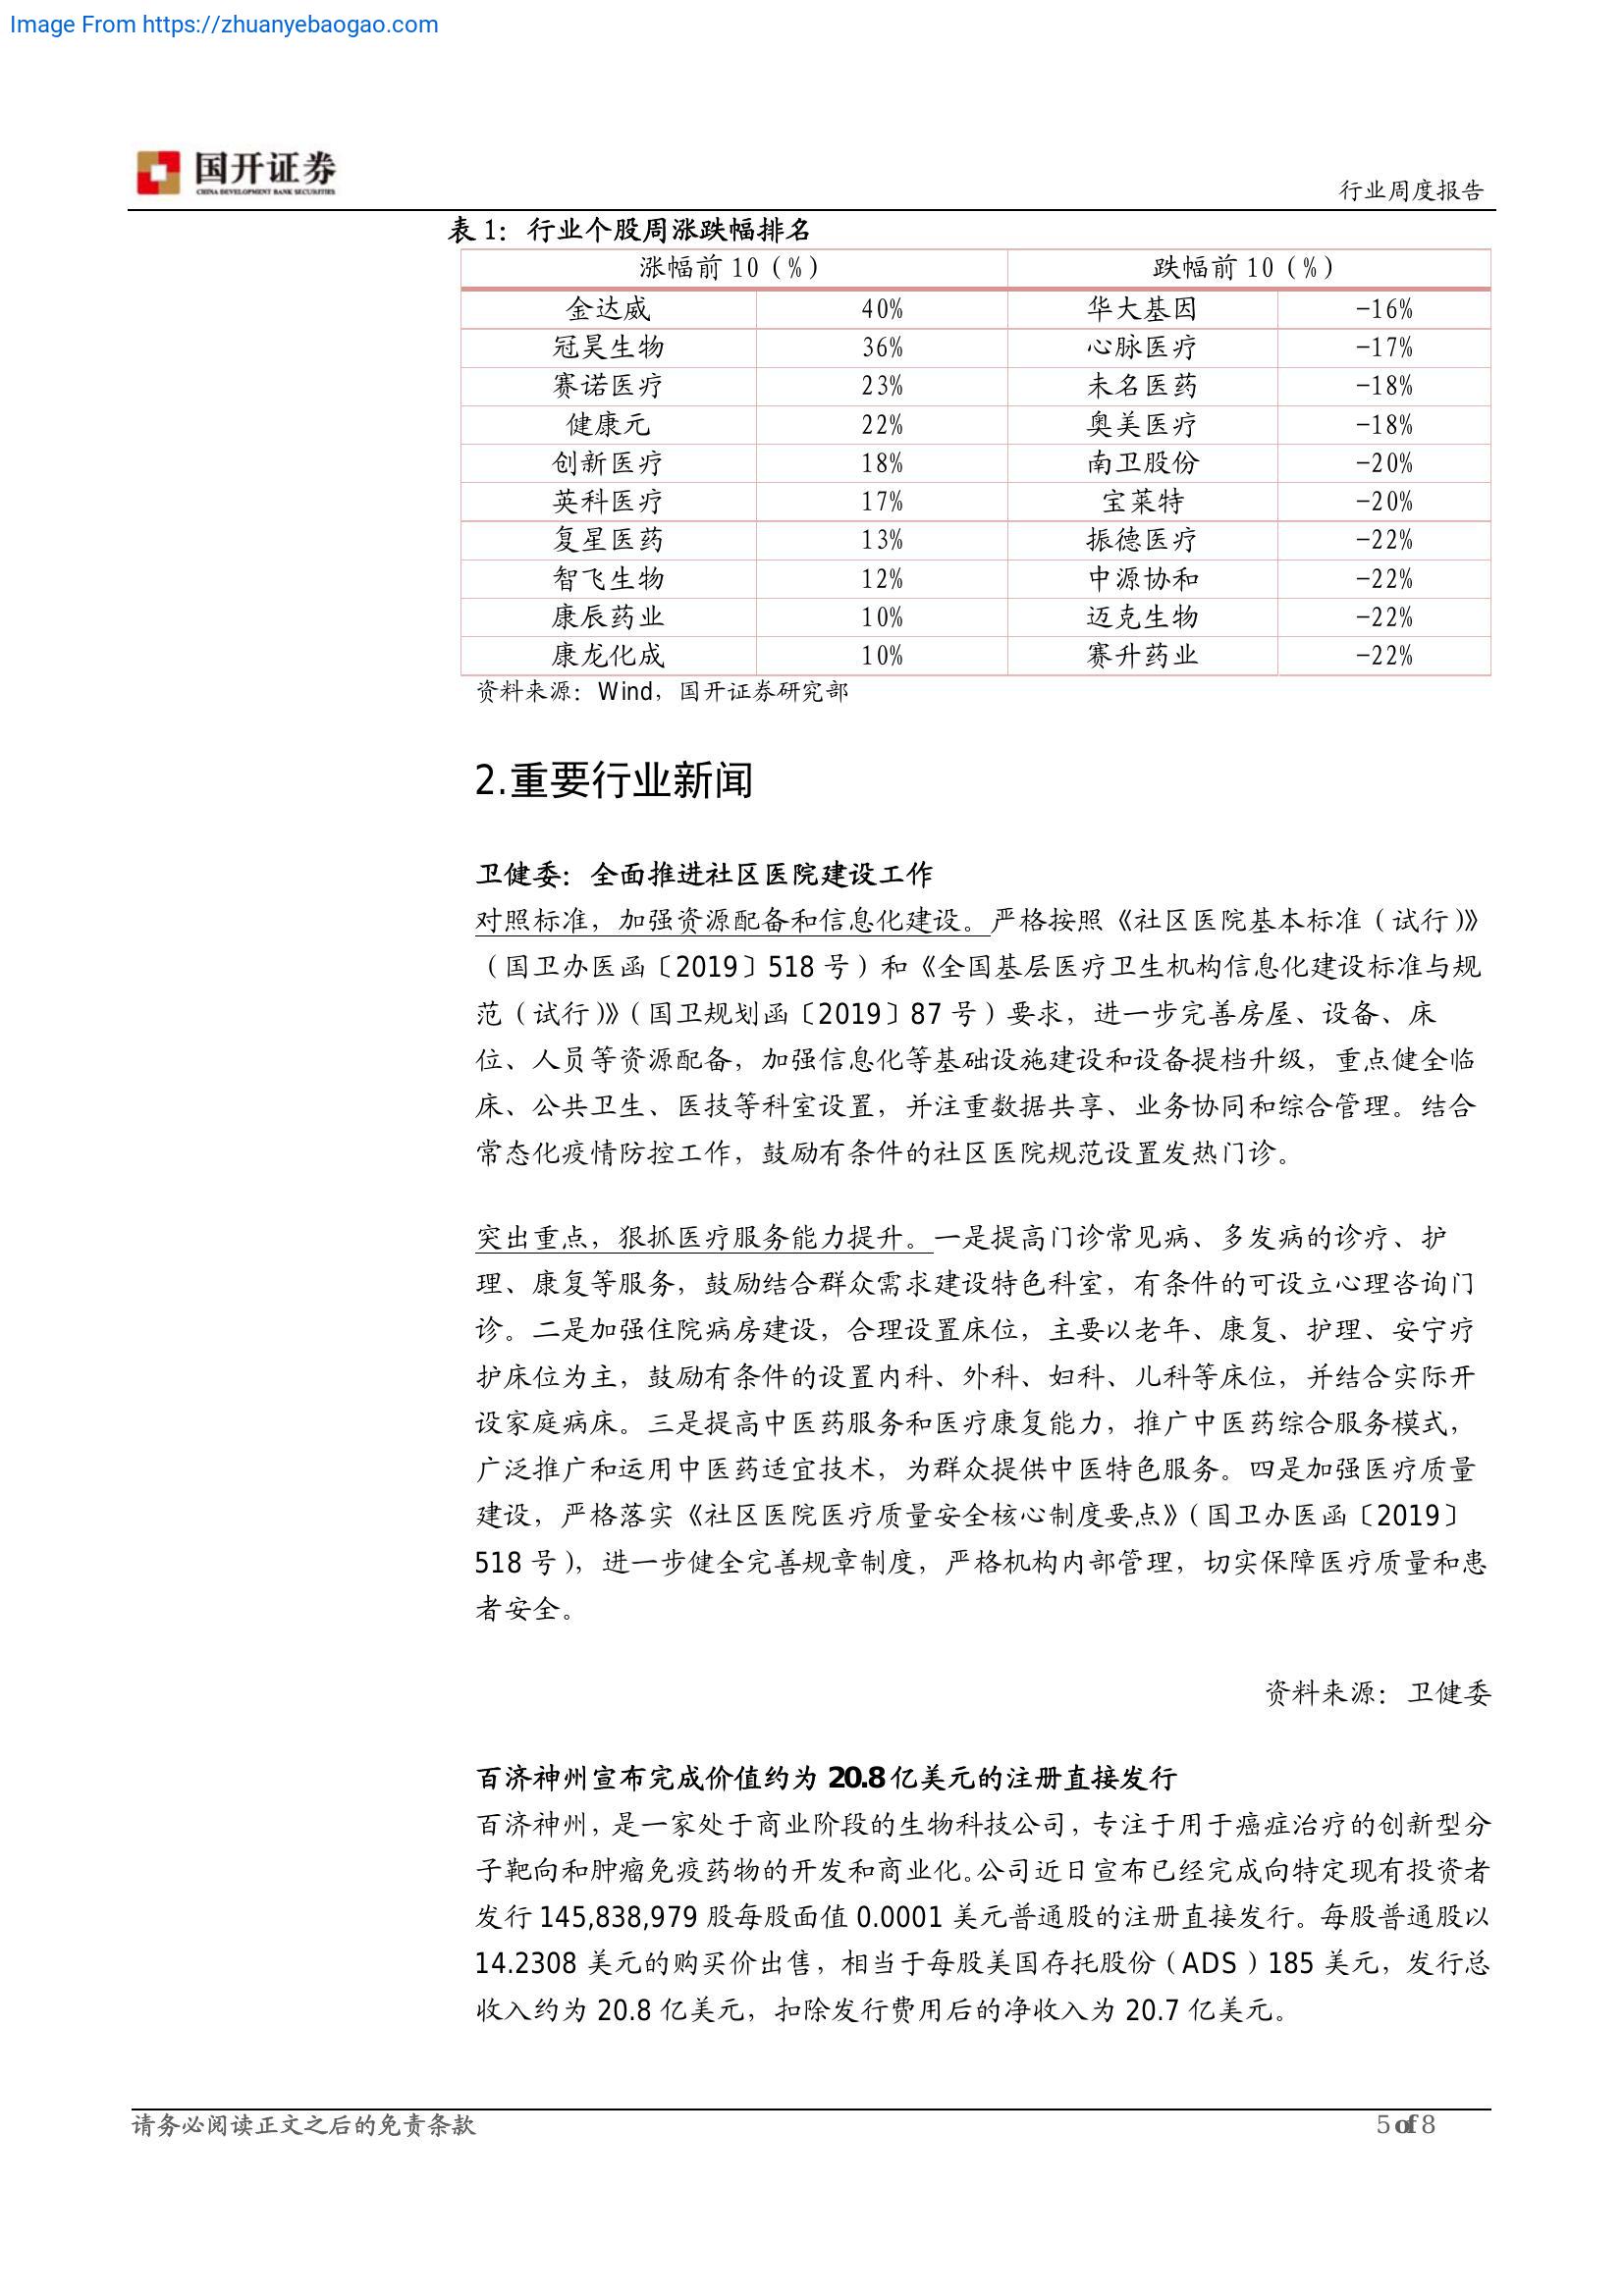 Image From https://zhuanyebaogao.com
国开证券
CHINA DEVELOPMENT BANK SECURITIES
行业周度报告
表 1：行业个股周涨跌幅排名
涨幅前 10（%） 跌幅前 10（%）
金达威 40% 华大基因 -16%
冠昊生物 36% 心脉医疗 -17%
赛诺医疗 23% 未名医药 -18%
健康元 22% 奥美医疗 -18%
创新医疗 18% 南卫股份 -20%
英科医疗 17% 宝莱特 -20%
复星医药 13% 振德医疗 -22%
智飞生物 12% 中源协和 -22%
康辰药业 10% 迈克生物 -22%
康龙化成 10% 赛升药业 -22%
资料来源：Wind，国开证券研究部
2.重要行业新闻
卫健委：全面推进社区医院建设工作
对照标准，加强资源配备和信息化建设。严格按照《社区医院基本标准（试行）》
（国卫办医函〔2019〕518 号）和《全国基层医疗卫生机构信息化建设标准与规
范（试行）》（国卫规划函〔2019〕87 号）要求，进一步完善房屋、设备、床
位、人员等资源配备，加强信息化等基础设施建设和设备提档升级，重点健全临
床、公共卫生、医技等科室设置，并注重数据共享、业务协同和综合管理。结合
常态化疫情防控工作，鼓励有条件的社区医院规范设置发热门诊。
突出重点，狠抓医疗服务能力提升。一是提高门诊常见病、多发病的诊疗、护
理、康复等服务，鼓励结合群众需求建设特色科室，有条件的可设立心理咨询门
诊。二是加强住院病房建设，合理设置床位，主要以老年、康复、护理、安宁疗
护床位为主，鼓励有条件的设置内科、外科、妇科、儿科等床位，并结合实际开
设家庭病床。三是提高中医药服务和医疗康复能力，推广中医药综合服务模式，
广泛推广和运用中医药适宜技术，为群众提供中医特色服务。四是加强医疗质量
建设，严格落实《社区医院医疗质量安全核心制度要点》（国卫办医函〔2019〕
518 号），进一步健全完善规章制度，严格机构内部管理，切实保障医疗质量和患
者安全。
资料来源：卫健委
百济神州宣布完成价值约为 20.8 亿美元的注册直接发行
百济神州，是一家处于商业阶段的生物科技公司，专注于用于癌症治疗的创新型分
子靶向和肿瘤免疫药物的开发和商业化。公司近日宣布已经完成向特定现有投资者
发行 145,838,979 股每股面值 0.0001 美元普通股的注册直接发行。每股普通股以
14.2308 美元的购买价出售，相当于每股美国存托股份（ADS）185 美元，发行总
收入约为 20.8 亿美元，扣除发行费用后的净收入为 20.7 亿美元。
请务必阅读正文之后的免责条款
5 of 8